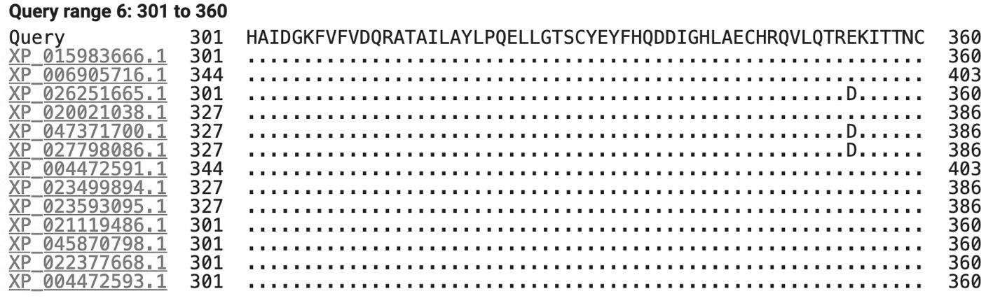 Query range 6: 301 to 360
Query 301 HAIDGKFVFVDQRATAILAYLPQELLGTSCYEYFHQDDIGHLAECHRQVLQTREKITTNC 360
XP_015983666.1 301 ............................................................ 360
XP_006905716.1 344 ............................................................ 403
XP_026251665.1 301 .....................................................D...... 360
XP_020021038.1 327 ............................................................ 386
XP_047371700.1 327 .....................................................D...... 386
XP_027798086.1 327 .....................................................D...... 386
XP_004472591.1 344 ............................................................ 403
XP_023499894.1 327 ............................................................ 386
XP_023593095.1 327 ............................................................ 386
XP_021119486.1 301 ............................................................ 360
XP_045870798.1 301 ............................................................ 360
XP_022377668.1 301 ............................................................ 360
XP_004472593.1 301 ............................................................ 360